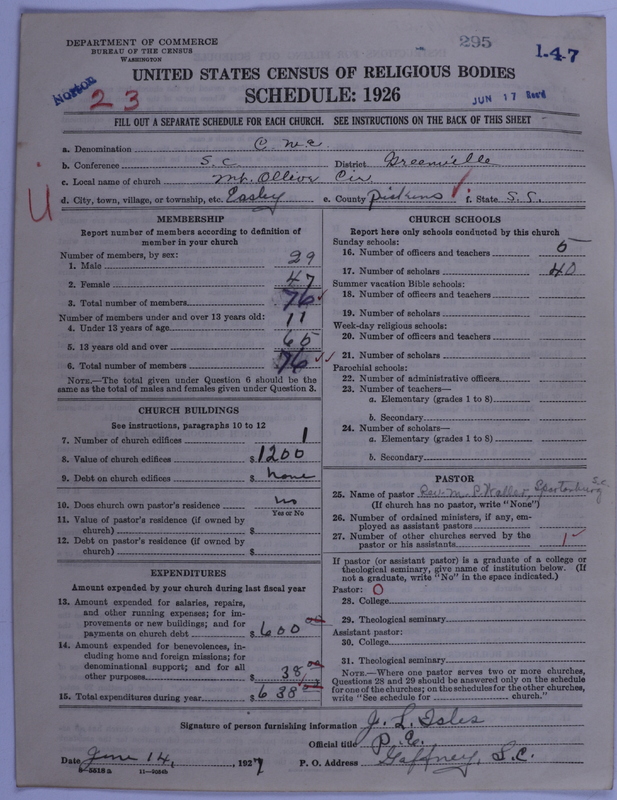 DEPARTMENT OF COMMERCE
BUREAU OF THE CENSUS
WASHINGTON
295
1-4-7
Norton
23
UNITED STATES CENSUS OF RELIGIOUS BODIES
SCHEDULE: 1926
JUN 17 Rec'd
FILL OUT A SEPARATE SCHEDULE FOR EACH CHURCH. SEE INSTRUCTIONS ON THE BACK OF THIS SHEET
a. Denomination C M E
b. Conference S. C. District Greenville
c. Local name of church Mt. Olliver Cir
d. City, town, village, or township, etc. Easley e. County Pickens f. State S. C.
U
MEMBERSHIP
Report number of members according to definition of
member in your church
Number of members, by sex:
1. Male 29
2. Female 47
3. Total number of members 76
Number of members under and over 13 years old:
4. Under 13 years of age 11
5. 13 years old and over 65
6. Total number of members 76
NOTE.—The total given under Question 6 should be the
same as the total of males and females given under Question 3.
CHURCH BUILDINGS
See instructions, paragraphs 10 to 12
7. Number of church edifices 1
8. Value of church edifices $ 1200
9. Debt on church edifices $ None
10. Does church own pastor's residence no
Yes or No
11. Value of pastor's residence (if owned by
church) $
12. Debt on pastor's residence (if owned by
church) $
EXPENDITURES
Amount expended by your church during last fiscal year
13. Amount expended for salaries, repairs,
and other running expenses; for im-
provements or new buildings; and for
payments on church debt $ 600 00
14. Amount expended for benevolences, in-
cluding home and foreign missions; for
denominational support; and for all
other purposes $ 38 00
15. Total expenditures during year $ 638
CHURCH SCHOOLS
Report here only schools conducted by this church
Sunday schools:
16. Number of officers and teachers 5
17. Number of scholars 40
Summer vacation Bible schools:
18. Number of officers and teachers
19. Number of scholars
Week-day religious schools:
20. Number of officers and teachers
21. Number of scholars
Parochial schools:
22. Number of administrative officers
23. Number of teachers—
a. Elementary (grades 1 to 8)
b. Secondary
24. Number of scholars—
a. Elementary (grades 1 to 8)
b. Secondary
PASTOR
25. Name of pastor Rev. M. P. Waller, Spartenburg S.C.
(If church has no pastor, write "None")
26. Number of ordained ministers, if any, em-
ployed as assistant pastors
27. Number of other churches served by the
pastor or his assistants 1
If pastor (or assistant pastor) is a graduate of a college or
theological seminary, give name of institution below. (If
not a graduate, write "No" in the space indicated.)
Pastor: O
28. College
29. Theological seminary
Assistant pastor:
30. College
31. Theological seminary
NOTE.—Where one pastor serves two or more churches,
Questions 28 and 29 should be answered only on the schedule
for one of the churches; on the schedules for the other churches,
write "See schedule for church."
Signature of person furnishing information J. L. Isles
Official title P. E.
Date June 14, 1927 P. O. Address Gaffney, S.C.
8-5518a 11-9064b